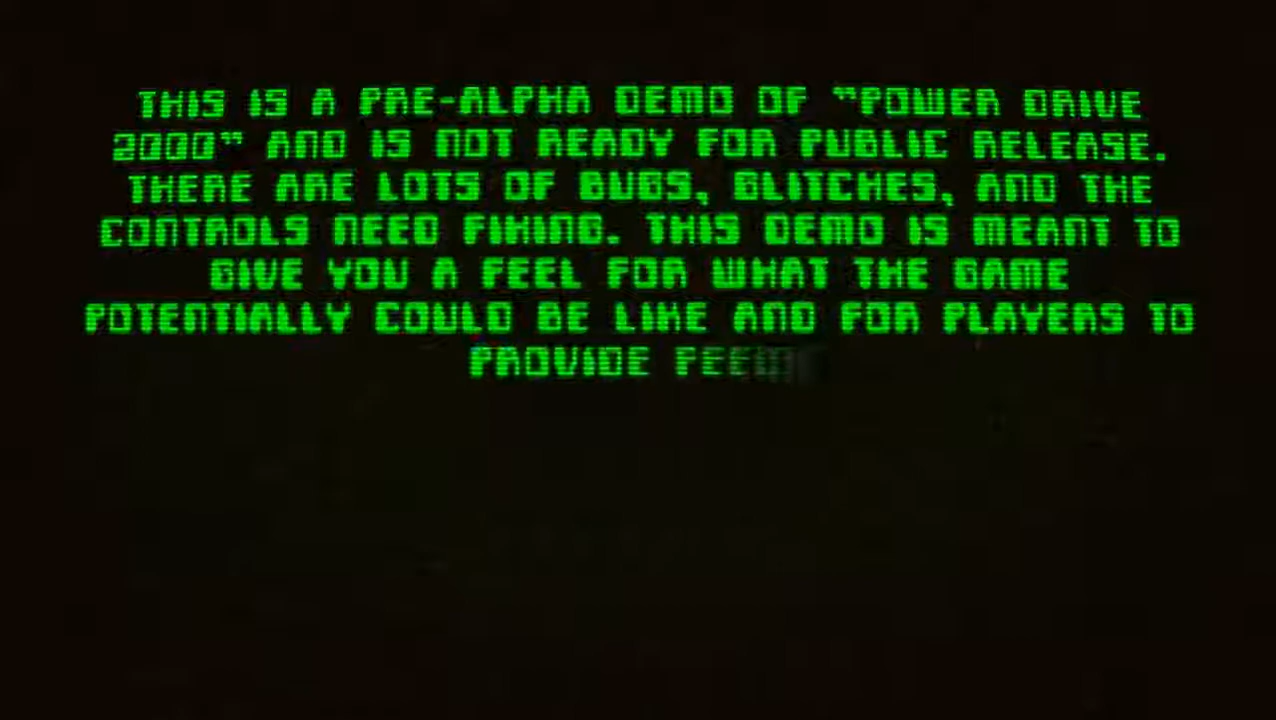 THIS IS A PRE-ALPHA DEMO OF "POWER DRIVE
2000" AND IS NOT READY FOR PUBLIC RELEASE.
THERE ARE LOTS OF BUGS, GLITCHES, AND THE
CONTROLS NEED FIXING. THIS DEMO IS MEANT TO
GIVE YOU A FEEL FOR WHAT THE GAME
POTENTIALLY COULD BE LIKE AND FOR PLAYERS TO
PROVIDE